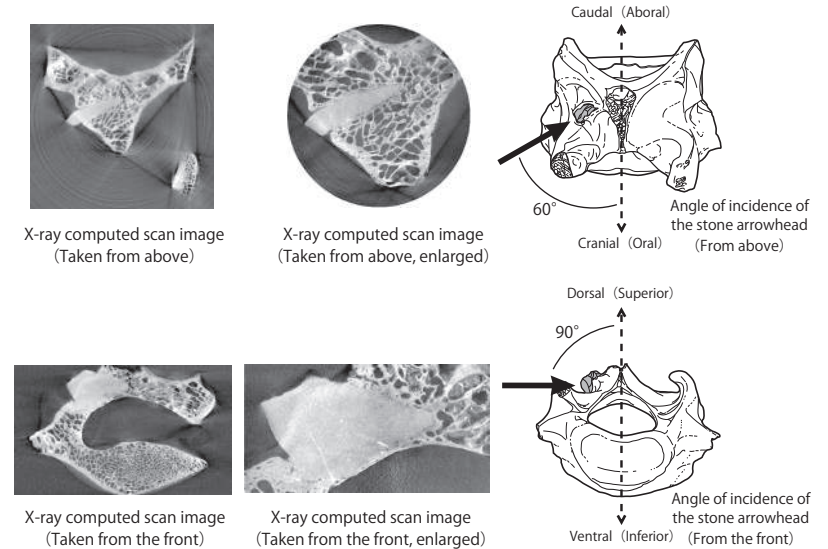 Caudal（Aboral）
60°
Angle of incidence of
the stone arrowhead
（From above）
Cranial（Oral）
X-ray computed scan image
（Taken from above）
X-ray computed scan image
（Taken from above, enlarged）
Dorsal（Superior）
90°
Angle of incidence of
the stone arrowhead
（From the front）
Ventral（Inferior）
X-ray computed scan image
（Taken from the front）
X-ray computed scan image
（Taken from the front, enlarged）